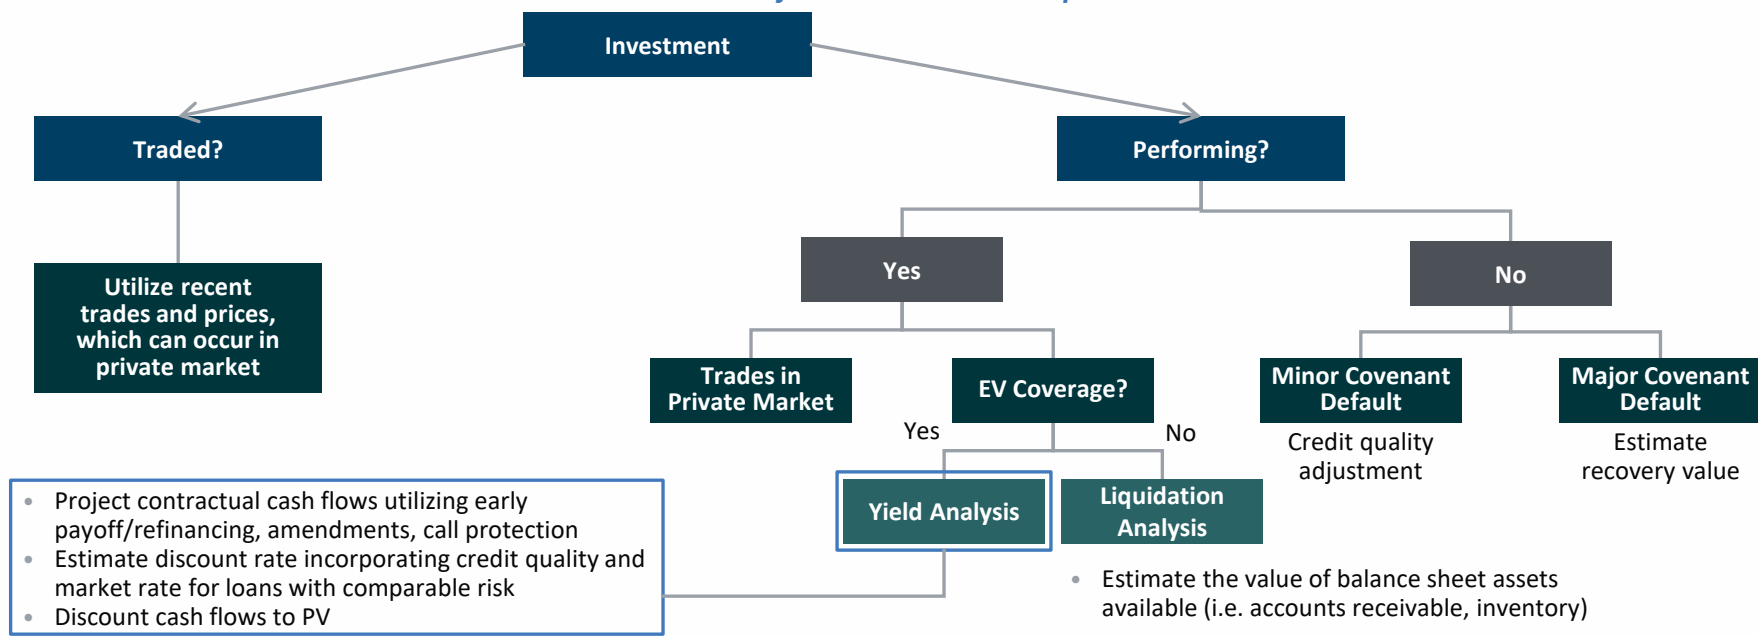 Investment
Traded?
Performing?
Utilize recent
trades and prices,
which can occur in
private market
Yes
No
Trades in
Private Market
EV Coverage?
Minor Covenant
Default
Major Covenant
Default
Credit quality
adjustment
Estimate
recovery value
Yes
No
Yield Analysis
Liquidation
Analysis
• Project contractual cash flows utilizing early
payoff/refinancing, amendments, call protection
• Estimate discount rate incorporating credit quality and
market rate for loans with comparable risk
• Discount cash flows to PV
• Estimate the value of balance sheet assets
available (i.e. accounts receivable, inventory)